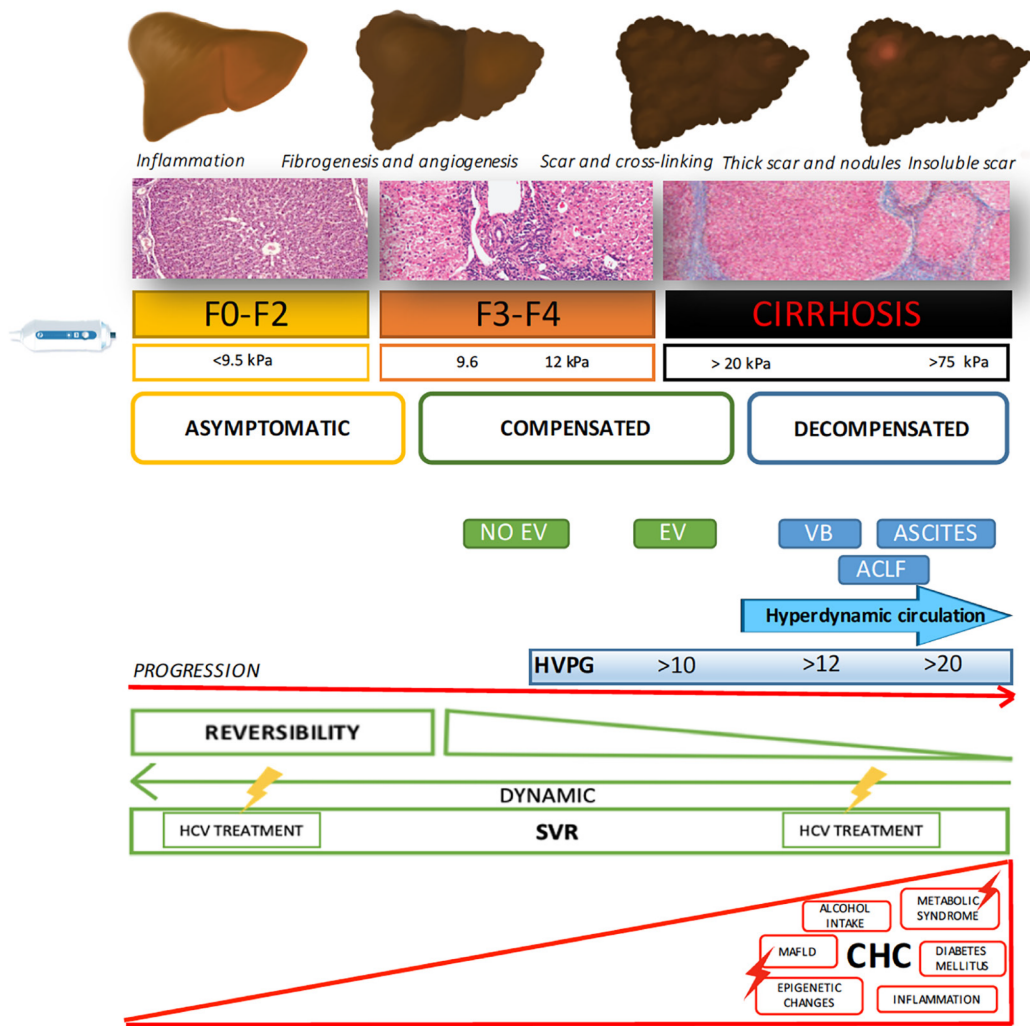 Inflammation
Fibrogenesis and angiogenesis
Scar and cross-linking
Thick scar and nodules
Insoluble scar
F0-F2
F3-F4
CIRRHOSIS
<9.5 kPa
9.6
12 kPa
> 20 kPa
>75 kPa
ASYMPTOMATIC
COMPENSATED
DECOMPENSATED
NO EV
EV
VB
ASCITES
ACLF
Hyperdynamic circulation
PROGRESSION
HVPG
>10
>12
>20
REVERSIBILITY
DYNAMIC
HCV TREATMENT
SVR
HCV TREATMENT
ALCOHOL
INTAKE
METABOLIC
SYNDROME
MAFLD
CHC
DIABETES
MELLITUS
EPIGENETIC
CHANGES
INFLAMMATION